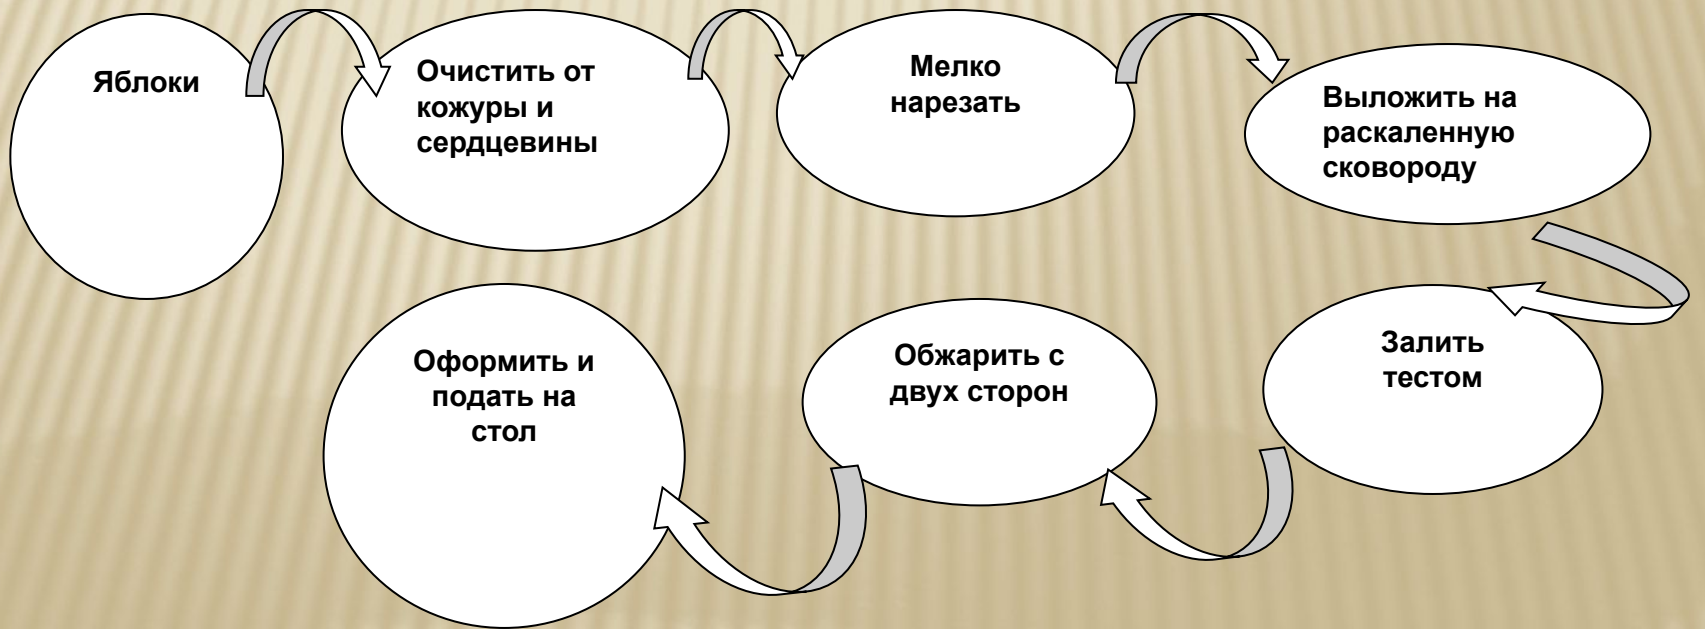 Яблоки
Очистить от
кожуры и
сердцевины
Мелко
нарезать
Выложить на
раскаленную
сковороду
Залить
тестом
Обжарить с
двух сторон
Оформить и
подать на
стол